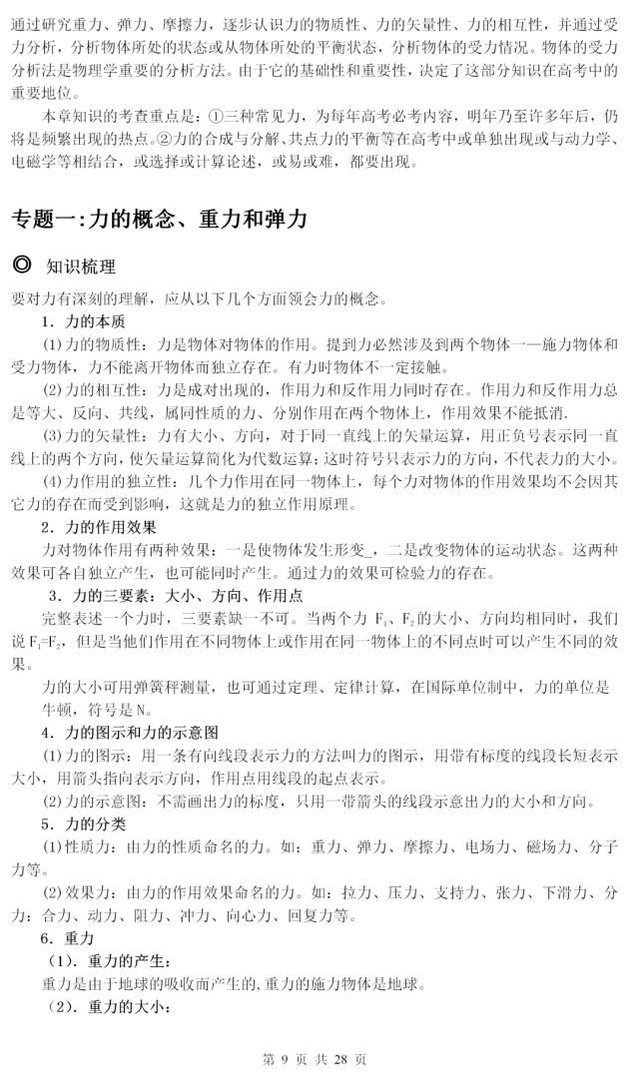 通过研究重力、弹力、摩擦力，逐步认识力的物质性、力的矢量性、力的相互性，并通过受
力分析，分析物体所处的状态或从物体所处的平衡状态，分析物体的受力情况。物体的受力
分析法是物理学重要的分析方法。由于它的基础性和重要性，决定了这部分知识在高考中的
重要地位。
本章知识的考查重点是：①三种常见力，为每年高考必考内容，明年乃至许多年后，仍
将是频繁出现的热点。②力的合成与分解、共点力的平衡等在高考中或单独出现或与动力学、
电磁学等相结合，或选择或计算论述，或易或难，都要出现。
专题一:力的概念、重力和弹力
◎ 知识梳理
要对力有深刻的理解，应从以下几个方面领会力的概念。
1．力的本质
(1)力的物质性：力是物体对物体的作用。提到力必然涉及到两个物体一—施力物体和
受力物体，力不能离开物体而独立存在。有力时物体不一定接触。
(2)力的相互性：力是成对出现的，作用力和反作用力同时存在。作用力和反作用力总
是等大、反向、共线，属同性质的力、分别作用在两个物体上，作用效果不能抵消.
(3)力的矢量性：力有大小、方向，对于同一直线上的矢量运算，用正负号表示同一直
线上的两个方向，使矢量运算简化为代数运算；这时符号只表示力的方向，不代表力的大小。
(4)力作用的独立性：几个力作用在同一物体上，每个力对物体的作用效果均不会因其
它力的存在而受到影响，这就是力的独立作用原理。
2．力的作用效果
力对物体作用有两种效果：一是使物体发生形变_，二是改变物体的运动状态。这两种
效果可各自独立产生，也可能同时产生。通过力的效果可检验力的存在。
3．力的三要素：大小、方向、作用点
完整表述一个力时，三要素缺一不可。当两个力 F₁、F₂的大小、方向均相同时，我们
说F₁=F₂，但是当他们作用在不同物体上或作用在同一物体上的不同点时可以产生不同的效
果。
力的大小可用弹簧秤测量，也可通过定理、定律计算，在国际单位制中，力的单位是
牛顿，符号是N。
4．力的图示和力的示意图
(1)力的图示：用一条有向线段表示力的方法叫力的图示，用带有标度的线段长短表示
大小，用箭头指向表示方向，作用点用线段的起点表示。
(2)力的示意图：不需画出力的标度，只用一带箭头的线段示意出力的大小和方向。
5．力的分类
(1)性质力：由力的性质命名的力。如；重力、弹力、摩擦力、电场力、磁场力、分子
力等。
(2)效果力：由力的作用效果命名的力。如：拉力、压力、支持力、张力、下滑力、分
力：合力、动力、阻力、冲力、向心力、回复力等。
6．重力
（1）．重力的产生：
重力是由于地球的吸收而产生的,重力的施力物体是地球。
（2）．重力的大小：
第 9 页 共 28 页